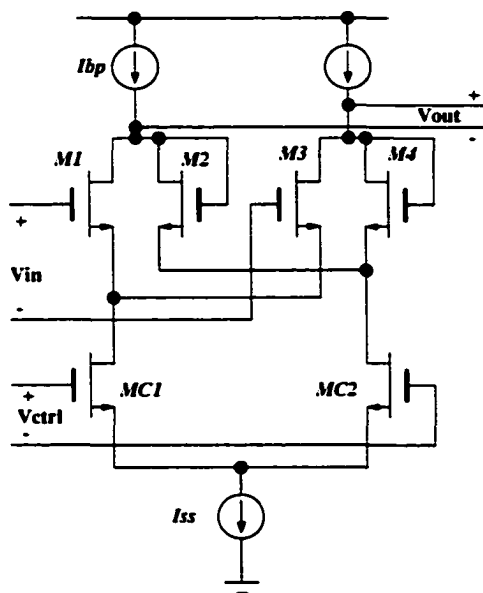 Ibp
+
Vout
-
M1
M2
M3
M4
+
Vin
-
MC1
MC2
+
Vctrl
-
Iss